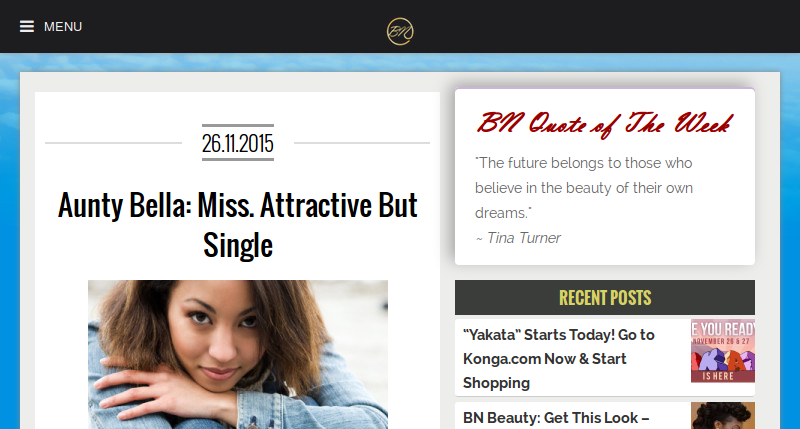 MENU
BN
26.11.2015
Aunty Bella: Miss. Attractive But
Single
BN Quote of The Week
"The future belongs to those who
believe in the beauty of their own
dreams."
~ Tina Turner
RECENT POSTS
“Yakata” Starts Today! Go to
Konga.com Now & Start
Shopping
E YOU READY
NOVEMBER 26 & 27
IS HERE
BN Beauty: Get This Look –